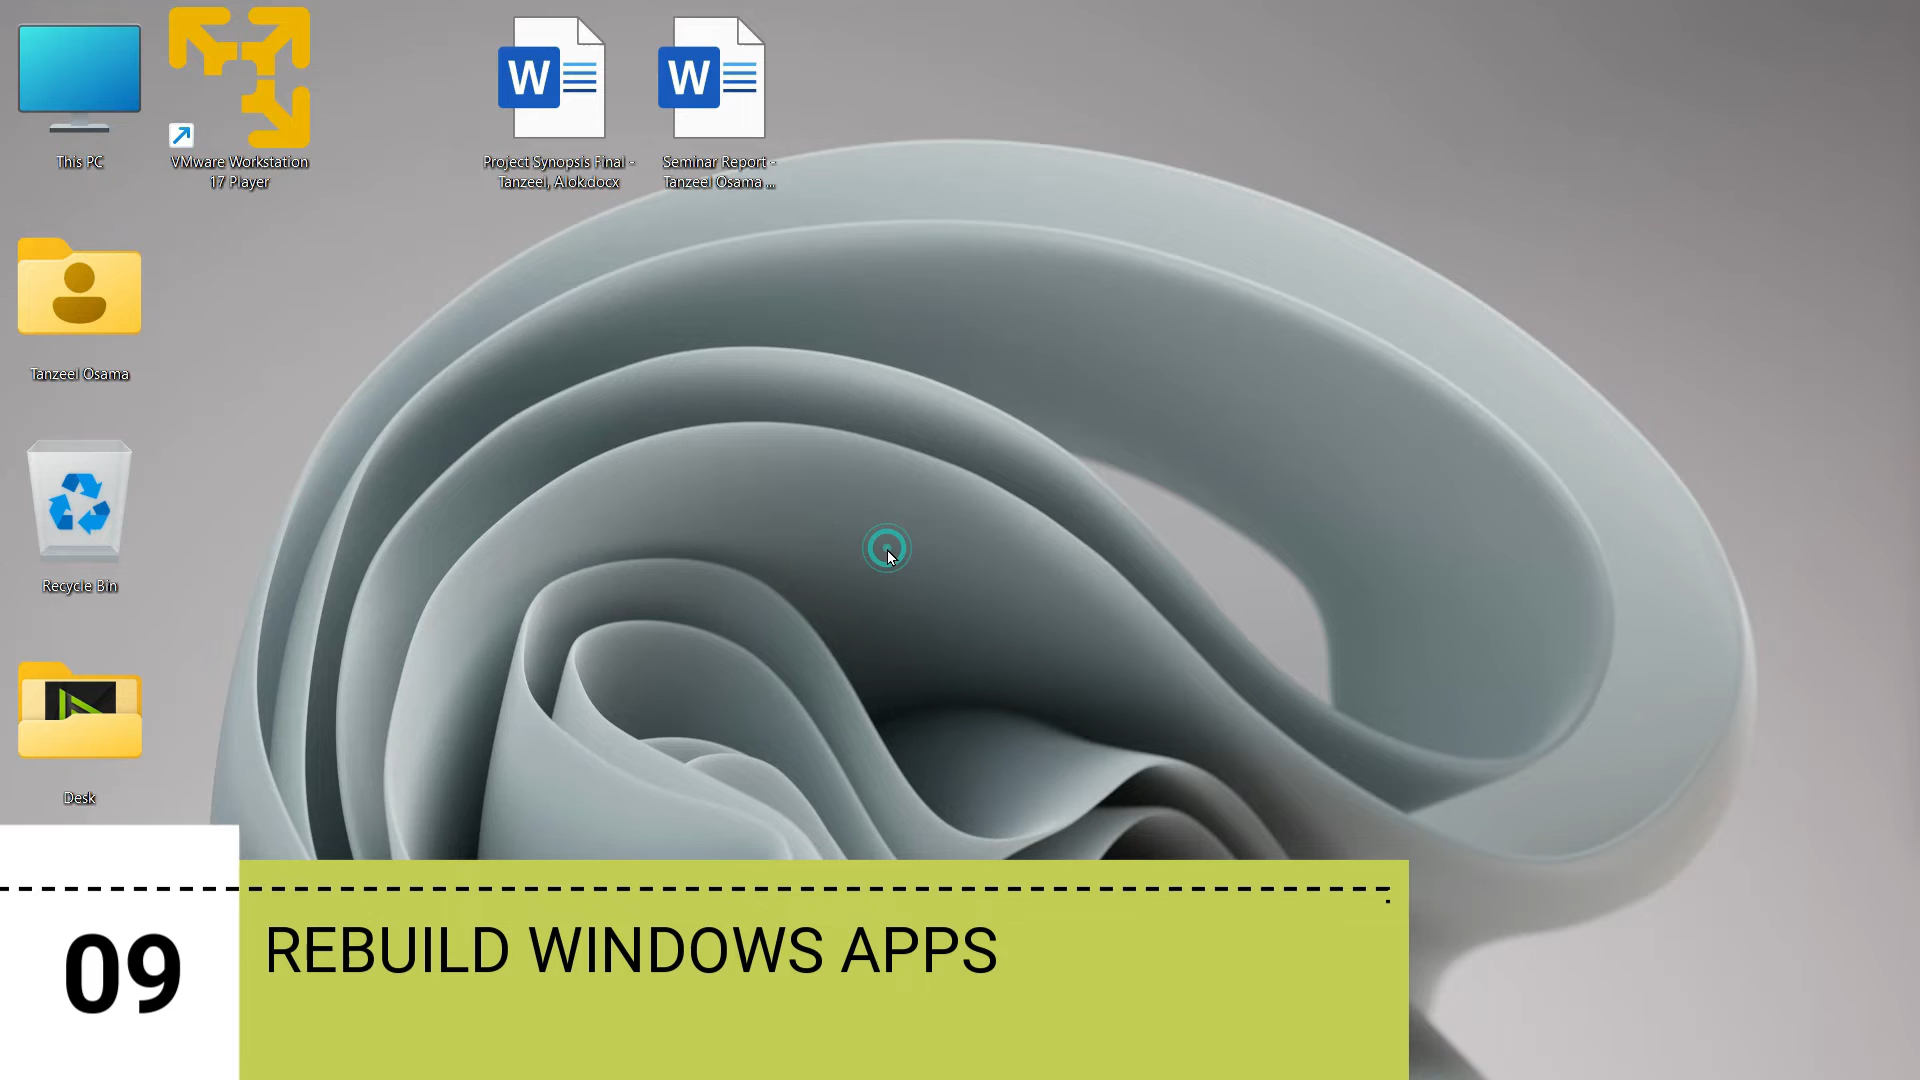 This PC
VMware Workstation
17 Player
W
Project Synopsis Final -
Tanzeel, Alok.docx
W
Seminar Report -
Tanzeel Osama ...
Tanzeel Osama
Recycle Bin
Desk
09
REBUILD WINDOWS APPS